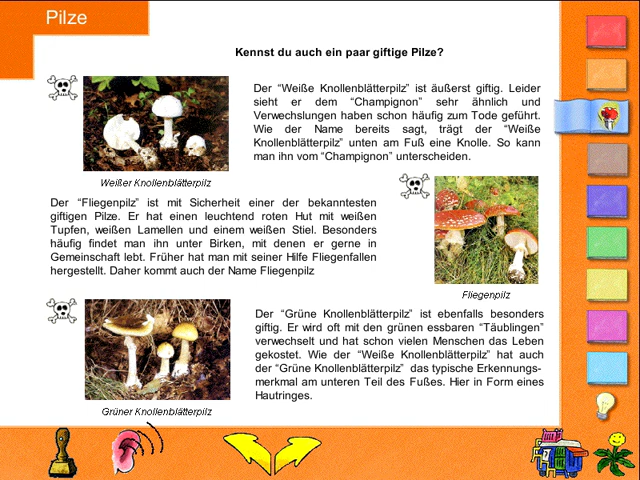 Pilze
Kennst du auch ein paar giftige Pilze?
Der “Weiße Knollenblätterpilz” ist äußerst giftig. Leider
sieht er dem “Champignon” sehr ähnlich und
Verwechslungen haben schon häufig zum Tode geführt.
Wie der Name bereits sagt, trägt der “Weiße
Knollenblätterpilz” unten am Fuß eine Knolle. So kann
man ihn vom “Champignon” unterscheiden.
Weißer Knollenblätterpilz
Der “Fliegenpilz” ist mit Sicherheit einer der bekanntesten
giftigen Pilze. Er hat einen leuchtend roten Hut mit weißen
Tupfen, weißen Lamellen und einem weißen Stiel. Besonders
häufig findet man ihn unter Birken, mit denen er gerne in
Gemeinschaft lebt. Früher hat man mit seiner Hilfe Fliegenfallen
hergestellt. Daher kommt auch der Name Fliegenpilz
Fliegenpilz
Der “Grüne Knollenblätterpilz” ist ebenfalls besonders
giftig. Er wird oft mit den grünen essbaren “Täublingen”
verwechselt und hat schon vielen Menschen das Leben
gekostet. Wie der “Weiße Knollenblätterpilz” hat auch
der “Grüne Knollenblätterpilz” das typische Erkennungs-
merkmal am unteren Teil des Fußes. Hier in Form eines
Hautringes.
Grüner Knollenblätterpilz